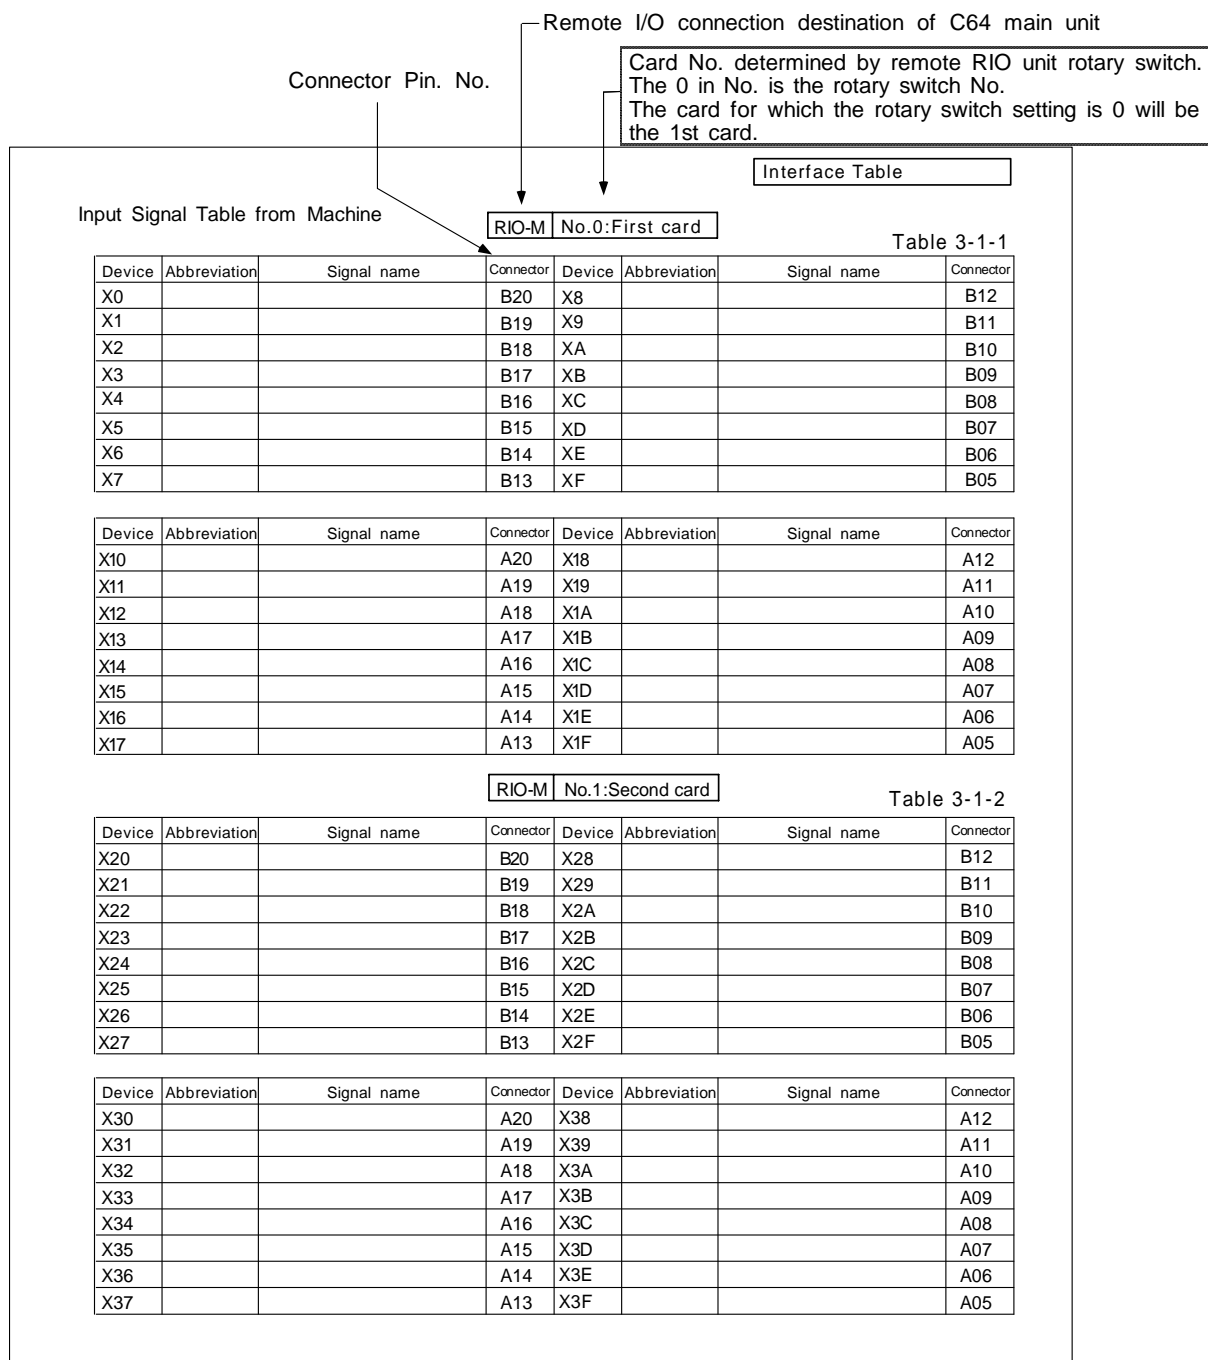 Remote I/O connection destination of C64 main unit
Connector Pin. No.
Card No. determined by remote RIO unit rotary switch.
The 0 in No. is the rotary switch No.
The card for which the rotary switch setting is 0 will be
the 1st card.
Interface Table
Input Signal Table from Machine
RIO-M No.0:First card
Table 3-1-1
Device Abbreviation Signal name Connector Device Abbreviation Signal name Connector
X0 B20 X8 B12
X1 B19 X9 B11
X2 B18 XA B10
X3 B17 XB B09
X4 B16 XC B08
X5 B15 XD B07
X6 B14 XE B06
X7 B13 XF B05
Device Abbreviation Signal name Connector Device Abbreviation Signal name Connector
X10 A20 X18 A12
X11 A19 X19 A11
X12 A18 X1A A10
X13 A17 X1B A09
X14 A16 X1C A08
X15 A15 X1D A07
X16 A14 X1E A06
X17 A13 X1F A05
RIO-M No.1:Second card
Table 3-1-2
Device Abbreviation Signal name Connector Device Abbreviation Signal name Connector
X20 B20 X28 B12
X21 B19 X29 B11
X22 B18 X2A B10
X23 B17 X2B B09
X24 B16 X2C B08
X25 B15 X2D B07
X26 B14 X2E B06
X27 B13 X2F B05
Device Abbreviation Signal name Connector Device Abbreviation Signal name Connector
X30 A20 X38 A12
X31 A19 X39 A11
X32 A18 X3A A10
X33 A17 X3B A09
X34 A16 X3C A08
X35 A15 X3D A07
X36 A14 X3E A06
X37 A13 X3F A05